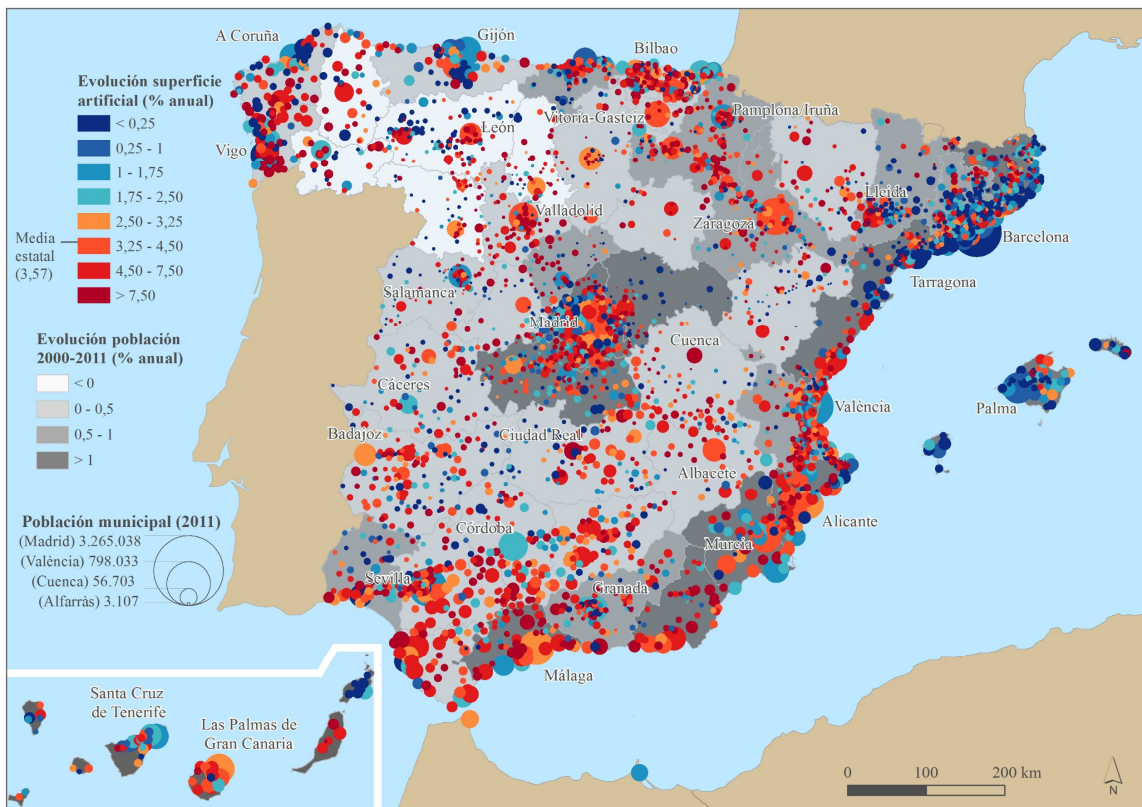 A Coruña
Gijón
Bilbao
Evolución superficie
artificial (% anual)
< 0,25
0,25 - 1
1 - 1,75
1,75 - 2,50
2,50 - 3,25
3,25 - 4,50
4,50 - 7,50
> 7,50
Media
estatal
(3,57)
Vigo
León
Vitoria-Gasteiz
Pamplona/Iruña
Valladolid
Zaragoza
Lleida
Barcelona
Tarragona
Salamanca
Madrid
Cuenca
Evolución población
2000-2011 (% anual)
< 0
0 - 0,5
0,5 - 1
> 1
Cáceres
Badajoz
Ciudad Real
Albacete
València
Palma
Alicante
Murcia
Población municipal (2011)
(Madrid) 3.265.038
(València) 798.033
(Cuenca) 56.703
(Alfarràs) 3.107
Córdoba
Sevilla
Granada
Málaga
Santa Cruz
de Tenerife
Las Palmas de
Gran Canaria
0 100 200 km
N